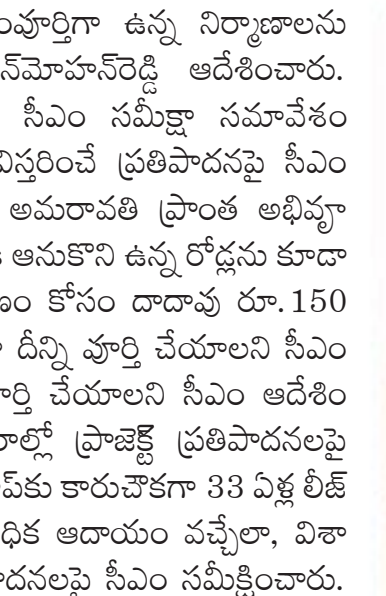 ంపూర్తిగా ఉన్న నిర్మాణాలను
న్‌మోహన్‌రెడ్డి ఆదేశించారు.
సీఎం సమీక్షా సమావేశం
విస్తరించే ప్రతిపాదనపై సీఎం
అమరావతి ప్రాంత అభివృ
ఆనుకొని ఉన్న రోడ్లను కూడా
ణం కోసం దాదాపు రూ.150
దీన్ని పూర్తి చేయాలని సీఎం
ర్తి చేయాలని సీఎం ఆదేశిం
రాల్లో ప్రాజెక్ట్ ప్రతిపాదనలపై
ప్‌కు కారుచౌకగా 33 ఏళ్ల లీజ్
ధిక ఆదాయం వచ్చేలా, విశా
పాదనలపై సీఎం సమీక్షించారు.